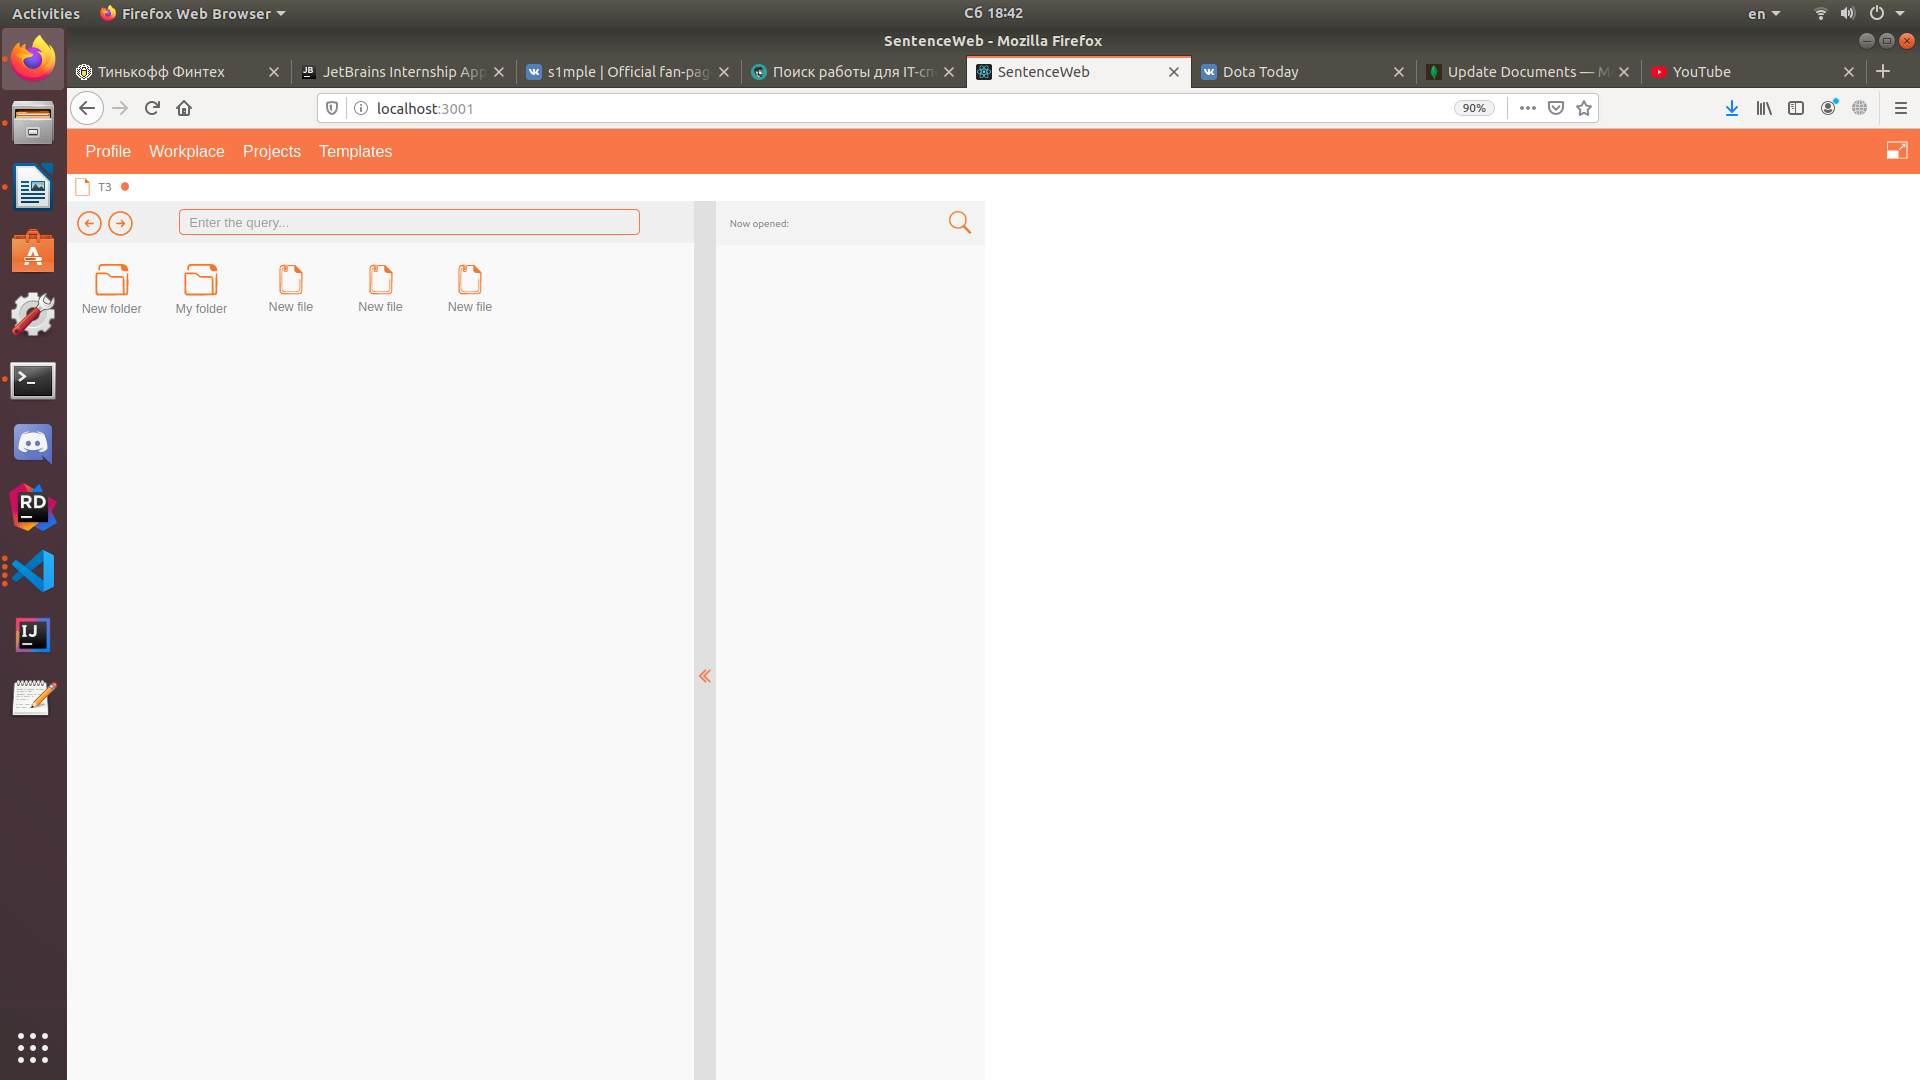 Activities Firefox Web Browser Сб 18:42 en
SentenceWeb - Mozilla Firefox
Тинькофф Финтех JetBrains Internship App s1mple | Official fan-pag Поиск работы для IT-сп SentenceWeb Dota Today Update Documents — M YouTube
localhost:3001 90%
Profile Workplace Projects Templates
ТЗ
Enter the query... Now opened:
New folder My folder New file New file New file